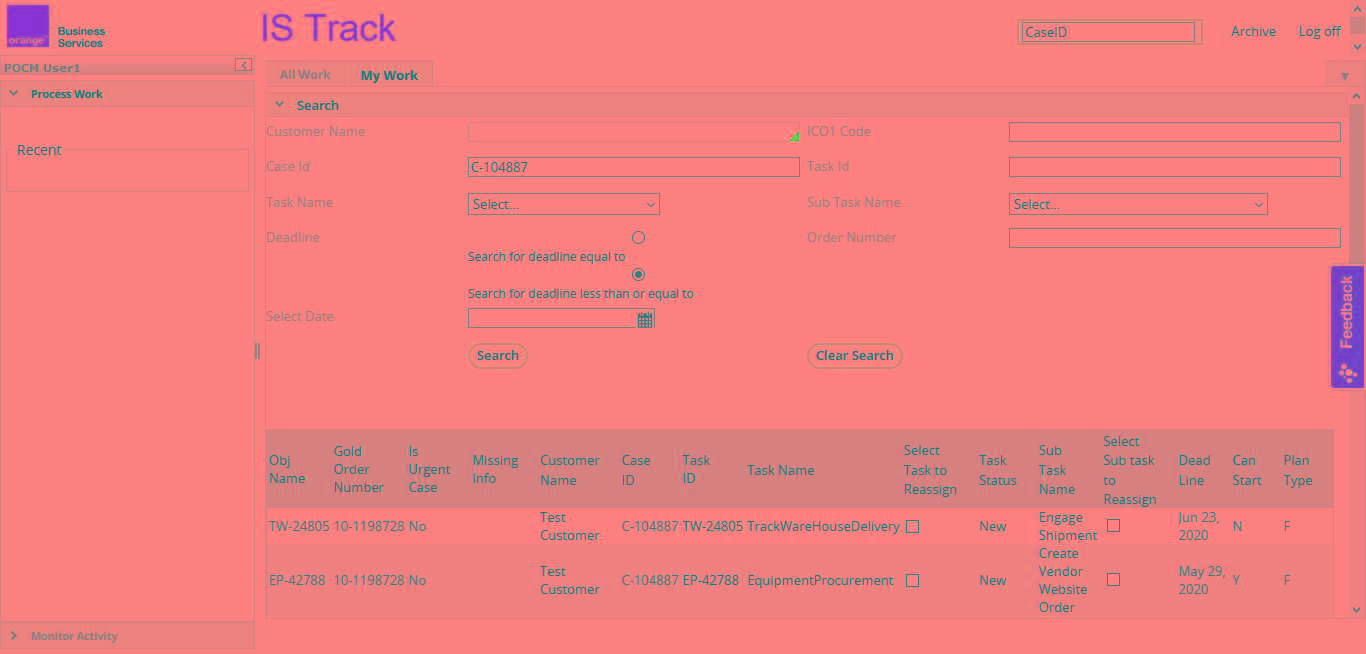 orange™ Business Services
IS Track
CaseID
Archive
Log off
POCM User1
All Work
My Work
Process Work
Search
Customer Name
ICO1 Code
Recent
Case Id
C-104887
Task Id
Task Name
Select...
Sub Task Name
Select...
Deadline
Order Number
Search for deadline equal to
Search for deadline less than or equal to
Select Date
Feedback
Search
Clear Search
Obj Name
Gold Order Number
Is Urgent Case
Missing Info
Customer Name
Case ID
Task ID
Task Name
Select Task to Reassign
Task Status
Sub Task Name
Select Sub task to Reassign
Dead Line
Can Start
Plan Type
TW-24805 10-1198728 No Test Customer C-104887 TW-24805 TrackWareHouseDelivery New Engage Shipment Jun 23, 2020 N F
EP-42788 10-1198728 No Test Customer C-104887 EP-42788 EquipmentProcurement New Create Vendor Website Order May 29, 2020 Y F
Monitor Activity